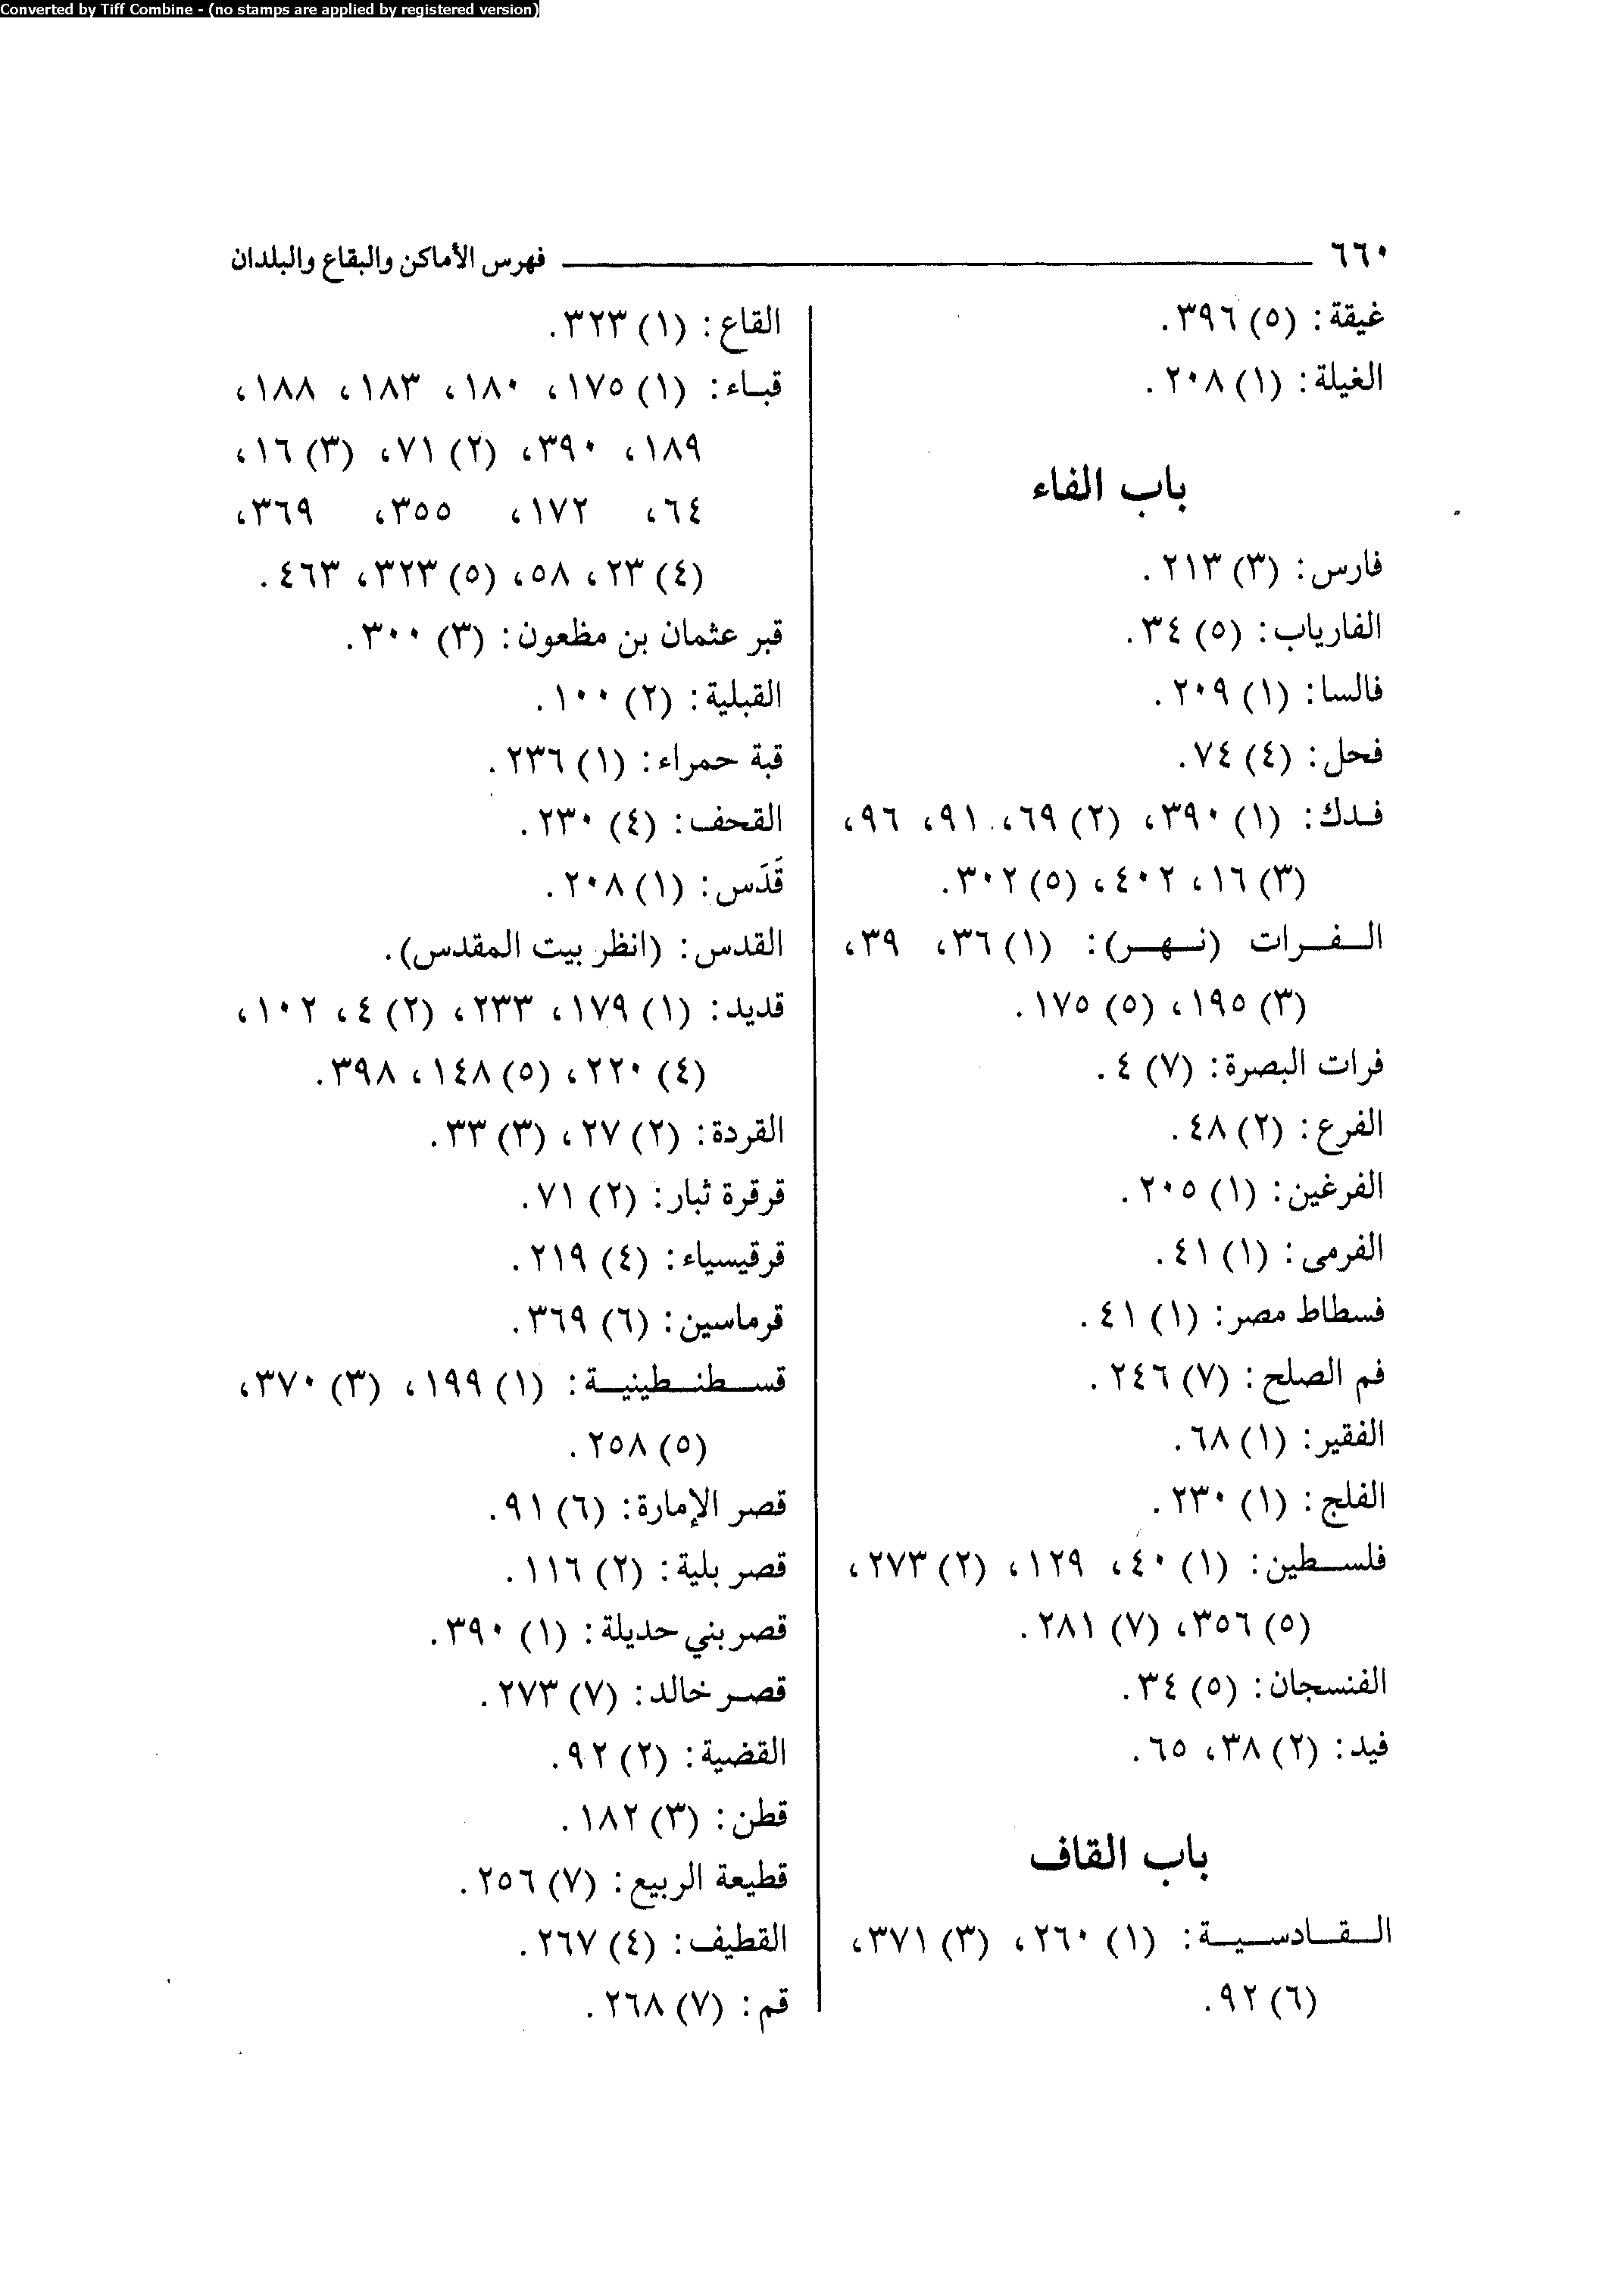 Converted by Tiff Combine - (no stamps are applied by registered version)
٦٦٠ فهرس الأماكن والبقاع والبلدان
غيقة: (٥) ٣٩٦.
الغيلة: (١) ٢٠٨.
باب الفاء
فارس: (٣) ٢١٣.
الفارياب: (٥) ٣٤.
فالسا: (١) ٢٠٩.
فحل: (٤) ٧٤.
فدك: (١) ٣٩٠، (٢) ٦٩، ٩١، ٩٦،
(٣) ١٦، ٤٠٢، (٥) ٣٠٢.
الفرات (نهر): (١) ٣٦، ٣٩،
(٣) ١٩٥، (٥) ١٧٥.
فرات البصرة: (٧) ٤.
الفرع: (٢) ٤٨.
الفرغين: (١) ٢٠٥.
الفرمى: (١) ٤١.
فسطاط مصر: (١) ٤١.
فم الصلح: (٧) ٢٤٦.
الفقير: (١) ٦٨.
الفلج: (١) ٢٣٠.
فلسطين: (١) ٤٠، ١٢٩، (٢) ٢٧٣،
(٥) ٣٥٦، (٧) ٢٨١.
الفنسجان: (٥) ٣٤.
فيد: (٢) ٣٨، ٦٥.
باب القاف
القادسية: (١) ٢٦٠، (٣) ٣٧١،
(٦) ٩٢.
القاع: (١) ٣٢٣.
قباء: (١) ١٧٥، ١٨٠، ١٨٣، ١٨٨،
١٨٩، ٣٩٠، (٢) ٧١، (٣) ١٦،
٦٤، ١٧٢، ٣٥٥، ٣٦٩،
(٤) ٢٣، ٥٨، (٥) ٣٢٣، ٤٦٣.
قبر عثمان بن مظعون: (٣) ٣٠٠.
القبلية: (٢) ١٠٠.
قبة حمراء: (١) ٢٣٦.
القحف: (٤) ٢٣٠.
قَدَس: (١) ٢٠٨.
القدس: (انظر بيت المقدس).
قديد: (١) ١٧٩، ٢٣٣، (٢) ٤، ١٠٢،
(٤) ٢٢٠، (٥) ١٤٨، ٣٩٨.
القردة: (٢) ٢٧، (٣) ٣٣.
قرقرة ثبار: (٢) ٧١.
قرقيسياء: (٤) ٢١٩.
قرماسين: (٦) ٣٦٩.
قسطنطينية: (١) ١٩٩، (٣) ٣٧٠،
(٥) ٢٥٨.
قصر الإمارة: (٦) ٩١.
قصر بلية: (٢) ١١٦.
قصر بني حديلة: (١) ٣٩٠.
قصر خالد: (٧) ٢٧٣.
القضية: (٢) ٩٢.
قطن: (٣) ١٨٢.
قطيعة الربيع: (٧) ٢٥٦.
القطيف: (٤) ٢٦٧.
قم: (٧) ٢٦٨.